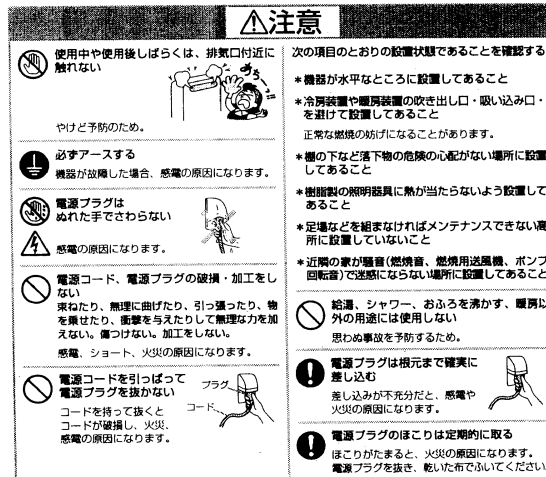 注意
使用中や使用後しばらくは、排気口付近に
触れない
あちーっ!!
やけど予防のため。
必ずアースする
機器が故障した場合、感電の原因になります。
電源プラグは
ぬれた手でさわらない
感電の原因になります。
電源コード、電源プラグの破損・加工をし
ない
束ねたり、無理に曲げたり、引っ張ったり、物
を乗せたり、衝撃を与えたりして無理な力を加
えない。傷つけない。加工をしない。
感電、ショート、火災の原因になります。
電源コードを引っぱって
電源プラグを抜かない
プラグ
コード
コードを持って抜くと
コードが破損し、火災、
感電の原因になります。
次の項目のとおりの設置状態であることを確認する
*機器が水平なところに設置してあること
*冷房装置や暖房装置の吹き出し口・吸い込み口・
を避けて設置してあること
正常な燃焼の妨げになることがあります。
*棚の下など落下物の危険の心配がない場所に設置
してあること
*樹脂製の照明器具に熱が当たらないよう設置して
あること
*足場などを組まなければメンテナンスできない高
所に設置していないこと
*近隣の家が騒音(燃焼音、燃焼用送風機、ポンプ
回転音)で迷惑にならない場所に設置してあること
給湯、シャワー、おふろを沸かす、暖房以
外の用途には使用しない
思わぬ事故を予防するため。
電源プラグは根元まで確実に
差し込む
差し込みが不充分だと、感電や
火災の原因になります。
電源プラグのほこりは定期的に取る
ほこりがたまると、火災の原因になります。
電源プラグを抜き、乾いた布でふいてください